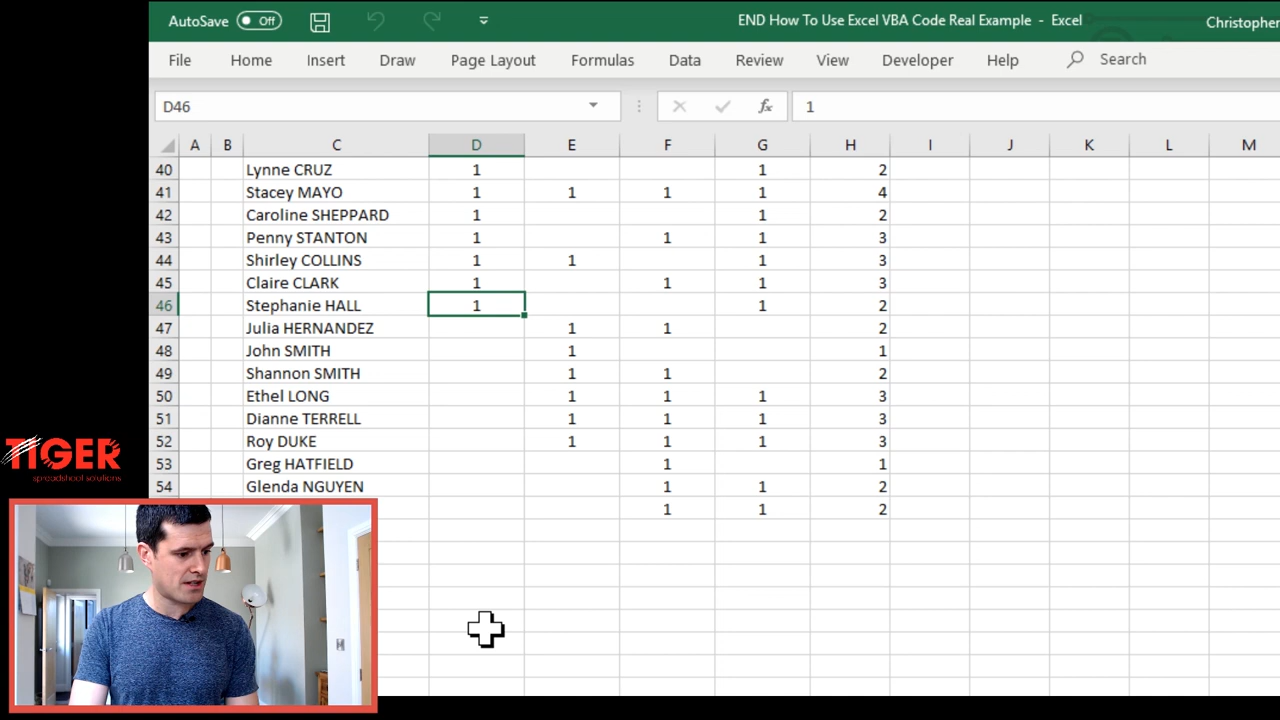 AutoSave Off END How To Use Excel VBA Code Real Example - Excel Christopher
File Home Insert Draw Page Layout Formulas Data Review View Developer Help Search
D46 fx 1
A B C D E F G H I J K L M
40 Lynne CRUZ 1 1 2
41 Stacey MAYO 1 1 1 1 4
42 Caroline SHEPPARD 1 1 2
43 Penny STANTON 1 1 1 3
44 Shirley COLLINS 1 1 1 3
45 Claire CLARK 1 1 1 3
46 Stephanie HALL 1 1 2
47 Julia HERNANDEZ 1 1 2
48 John SMITH 1 1
49 Shannon SMITH 1 1 2
50 Ethel LONG 1 1 1 3
51 Dianne TERRELL 1 1 1 3
52 Roy DUKE 1 1 1 3
53 Greg HATFIELD 1 1
54 Glenda NGUYEN 1 1 2
1 1 2
TIGER
spreadsheet solutions